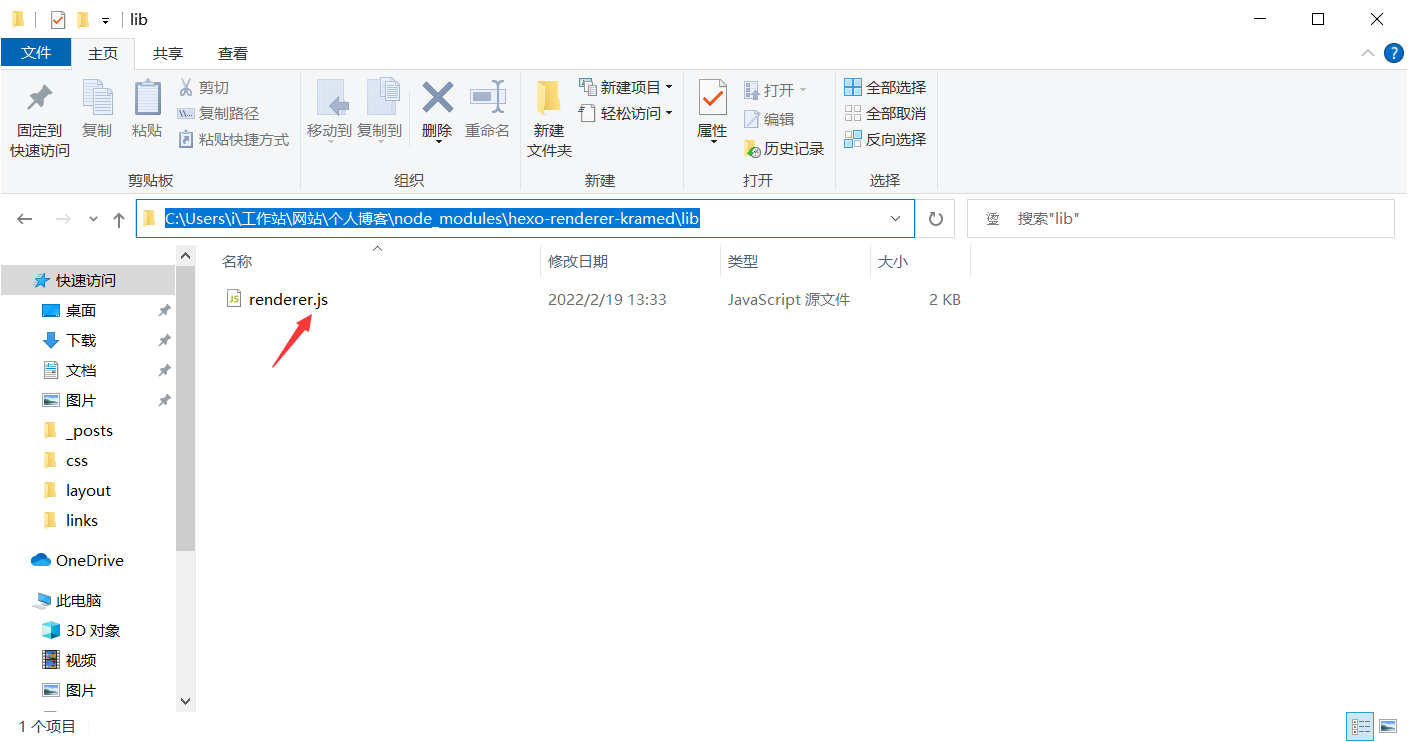 lib
文件 主页 共享 查看
固定到
快速访问
复制
粘贴
剪切
复制路径
粘贴快捷方式
剪贴板
移动到 复制到 删除 重命名
组织
新建
文件夹
新建项目
轻松访问
新建
属性
打开
编辑
历史记录
打开
全部选择
全部取消
反向选择
选择
C:\Users\i\工作站\网站\个人博客\node_modules\hexo-renderer-kramed\lib
搜索"lib"
名称 修改日期 类型 大小
renderer.js 2022/2/19 13:33 JavaScript 源文件 2 KB
快速访问
桌面
下载
文档
图片
_posts
css
layout
links
OneDrive
此电脑
3D 对象
视频
图片
1 个项目